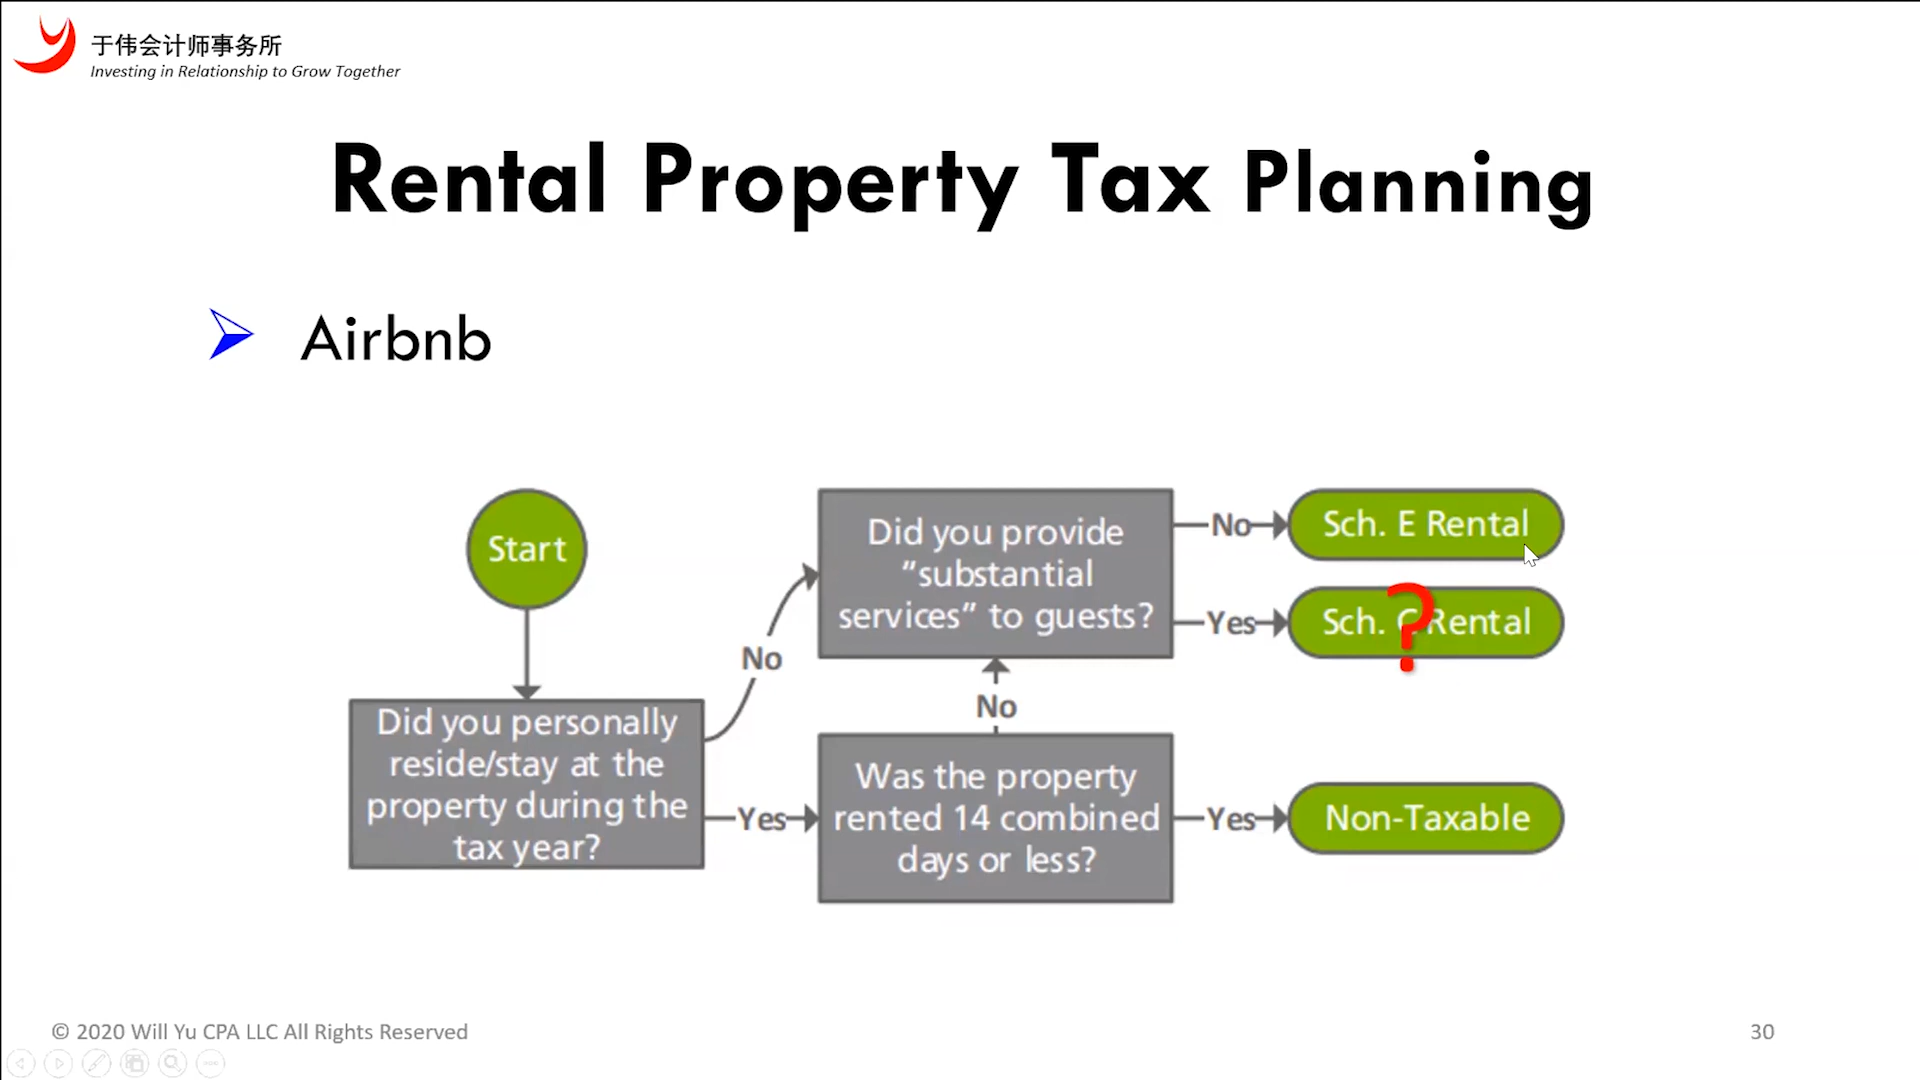 于伟会计师事务所
Investing in Relationship to Grow Together
Rental Property Tax Planning
Airbnb
Start
Did you personally
reside/stay at the
property during the
tax year?
No
Yes
Did you provide
"substantial
services" to guests?
No
Was the property
rented 14 combined
days or less?
No
Sch. E Rental
Yes
Sch. C Rental
?
Yes
Non-Taxable
© 2020 Will Yu CPA LLC All Rights Reserved
30